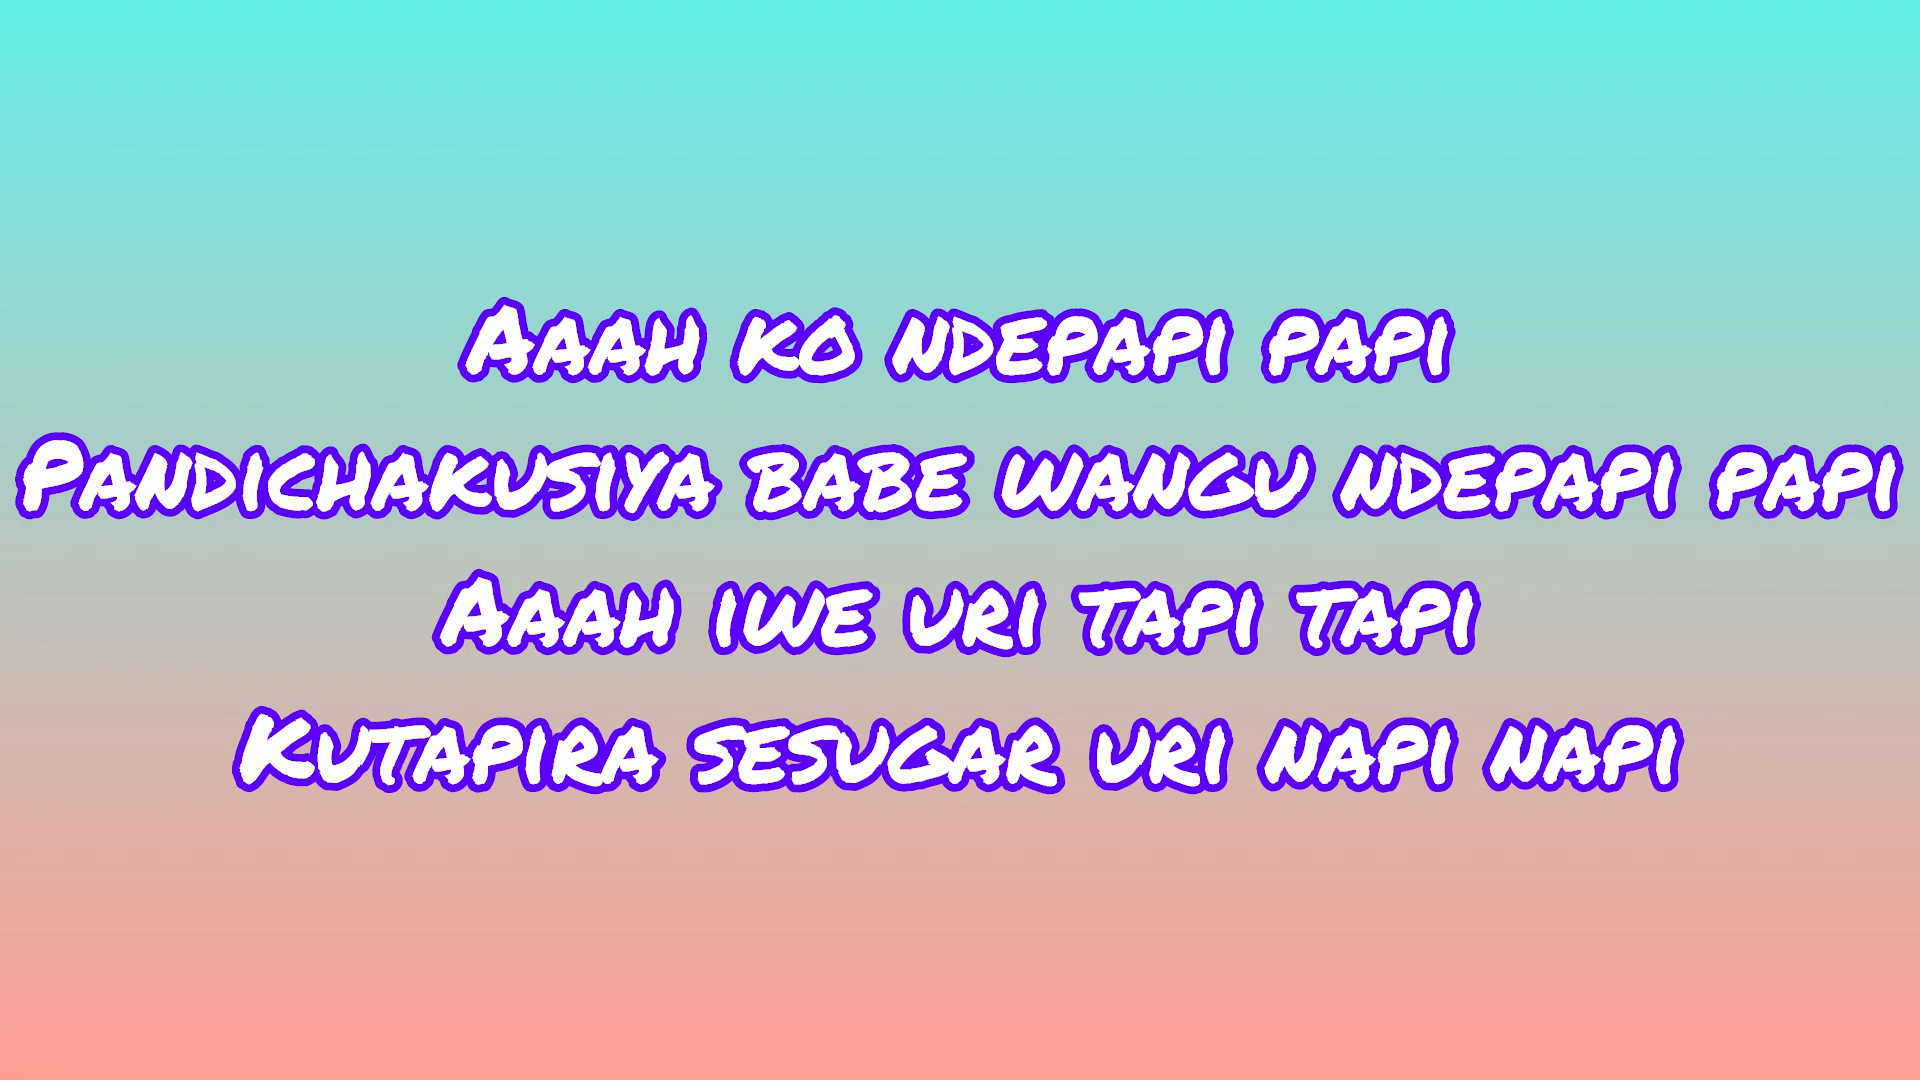 Aaah ko ndepapi papi
Pandichakusiya babe wangu ndepapi papi
Aaah iwe uri tapi tapi
Kutapira sesugar uri napi napi